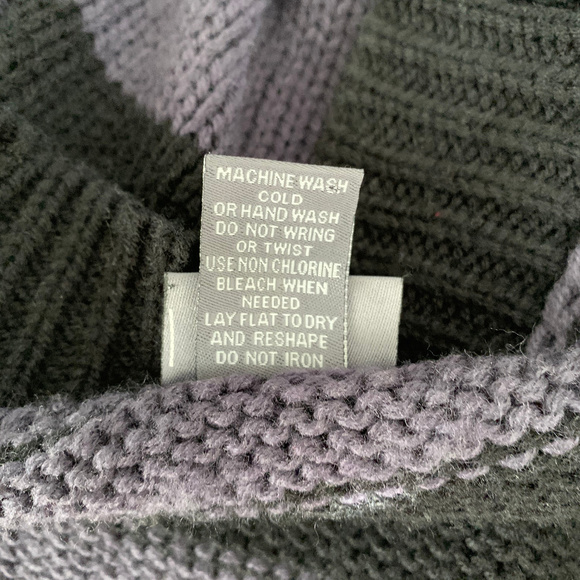 MACHINE WASH
COLD
OR HAND WASH
DO NOT WRING
OR TWIST
USE NON CHLORINE
BLEACH WHEN
NEEDED
LAY FLAT TO DRY
AND RESHAPE
DO NOT IRON